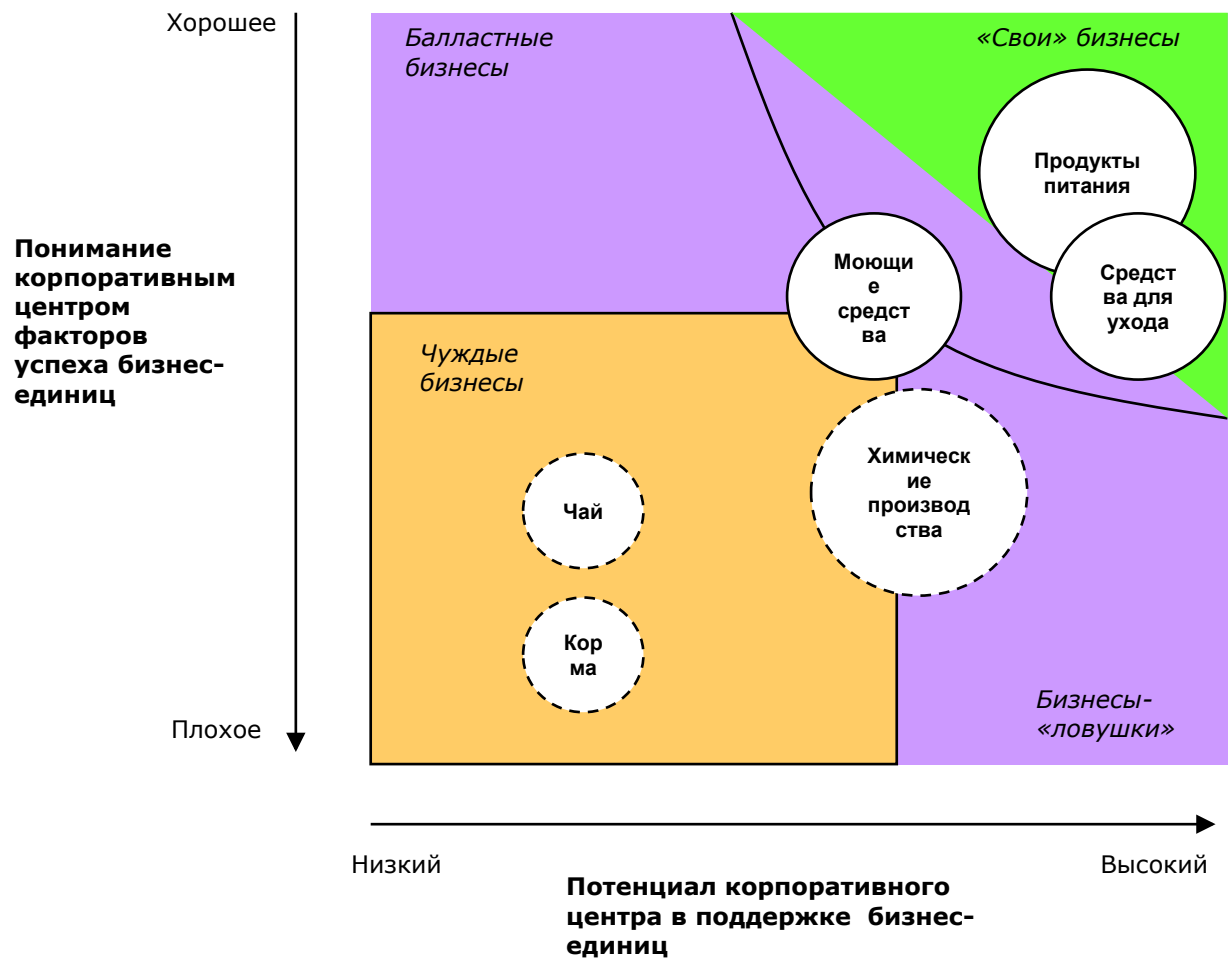 Хорошее
Балластные
бизнесы
«Свои» бизнесы
Продукты
питания
Понимание
корпоративным
центром
факторов
успеха бизнес-
единиц
Моющи
е
средст
ва
Средст
ва для
ухода
Чуждые
бизнесы
Химическ
ие
производ
ства
Чай
Кор
ма
Плохое
Бизнесы-
«ловушки»
Низкий
Высокий
Потенциал корпоративного
центра в поддержке бизнес-
единиц